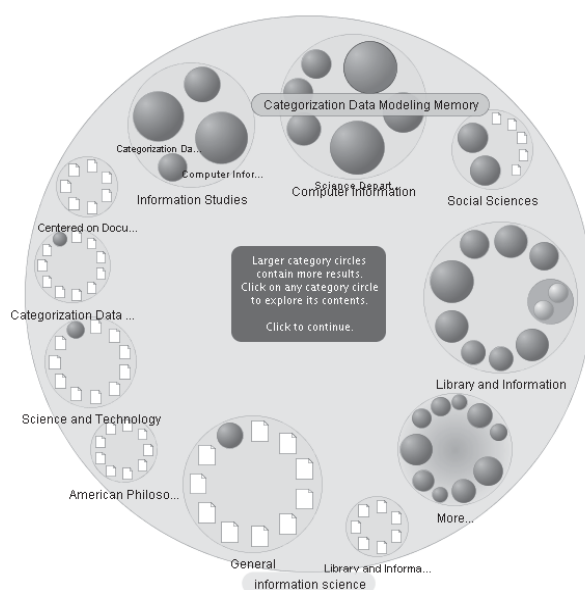 Categorization Data Modeling Memory
Categorization Da...
Computer Infor...
Information Studies
Science Depart...
Computer Information
Social Sciences
Centered on Docu...
Larger category circles
contain more results.
Click on any category circle
to explore its contents.
Click to continue.
Categorization Data ...
Library and Information
Science and Technology
American Philoso...
More...
General
Library and Informa...
information science